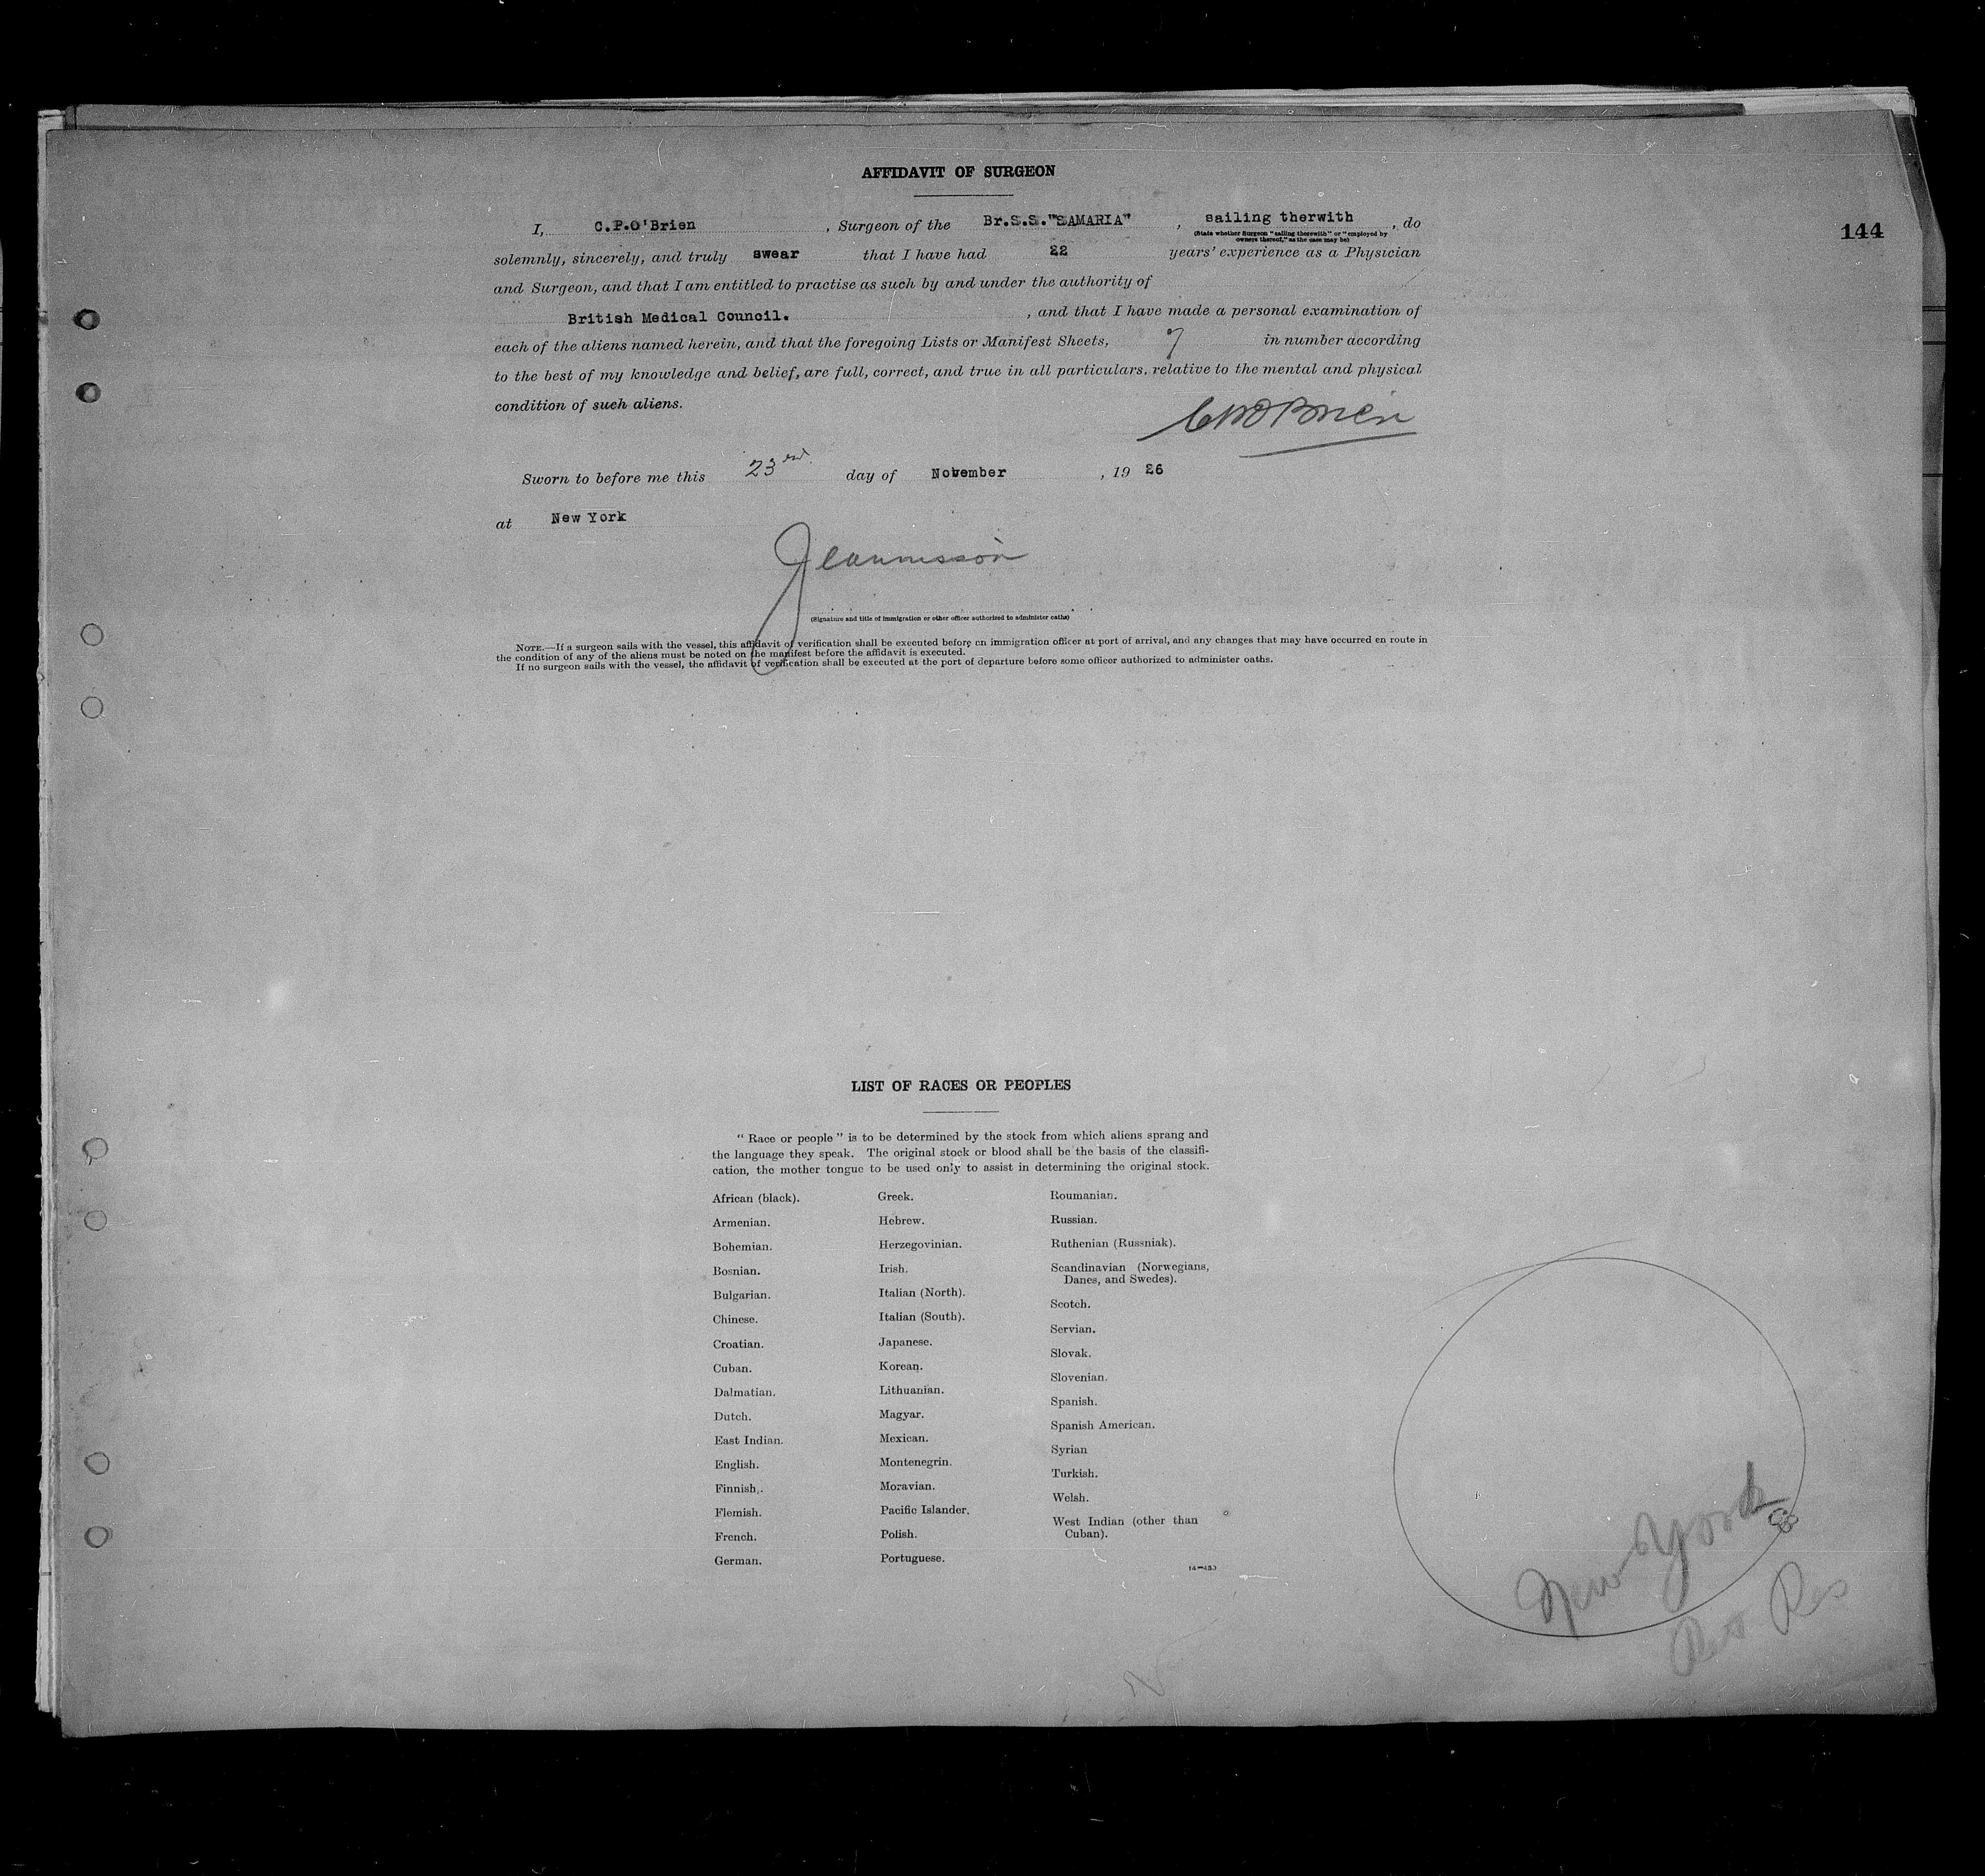 AFFIDAVIT OF SURGEON
144
I, C.P.O'Brien, Surgeon of the Br.S.S."SAMARIA", sailing therwith, do
(State whether Surgeon "sailing therewith" or "employed by
owners thereof," as the case may be)
solemnly, sincerely, and truly swear that I have had 22 years' experience as a Physician
and Surgeon, and that I am entitled to practise as such by and under the authority of
British Medical Council. , and that I have made a personal examination of
each of the aliens named herein, and that the foregoing Lists or Manifest Sheets, 7 in number according
to the best of my knowledge and belief, are full, correct, and true in all particulars, relative to the mental and physical
condition of such aliens.
CPO'Brien
Sworn to before me this 23rd day of November, 1926
at New York
(Signature and title of immigration or other officer authorized to administer oaths)
NOTE.—If a surgeon sails with the vessel, this affidavit of verification shall be executed before an immigration officer at port of arrival, and any changes that may have occurred en route in
the condition of any of the aliens must be noted on the manifest before the affidavit is executed.
If no surgeon sails with the vessel, the affidavit of verification shall be executed at the port of departure before some officer authorized to administer oaths.
LIST OF RACES OR PEOPLES
"Race or people" is to be determined by the stock from which aliens sprang and
the language they speak. The original stock or blood shall be the basis of the classifi-
cation, the mother tongue to be used only to assist in determining the original stock.
African (black).
Armenian.
Bohemian.
Bosnian.
Bulgarian.
Chinese.
Croatian.
Cuban.
Dalmatian.
Dutch.
East Indian.
English.
Finnish.
Flemish.
French.
German.
Greek.
Hebrew.
Herzegovinian.
Irish.
Italian (North).
Italian (South).
Japanese.
Korean.
Lithuanian.
Magyar.
Mexican.
Montenegrin.
Moravian.
Pacific Islander.
Polish.
Portuguese.
Roumanian.
Russian.
Ruthenian (Russniak).
Scandinavian (Norwegians,
Danes, and Swedes).
Scotch.
Servian.
Slovak.
Slovenian.
Spanish.
Spanish American.
Syrian
Turkish.
Welsh.
West Indian (other than
Cuban).
New York